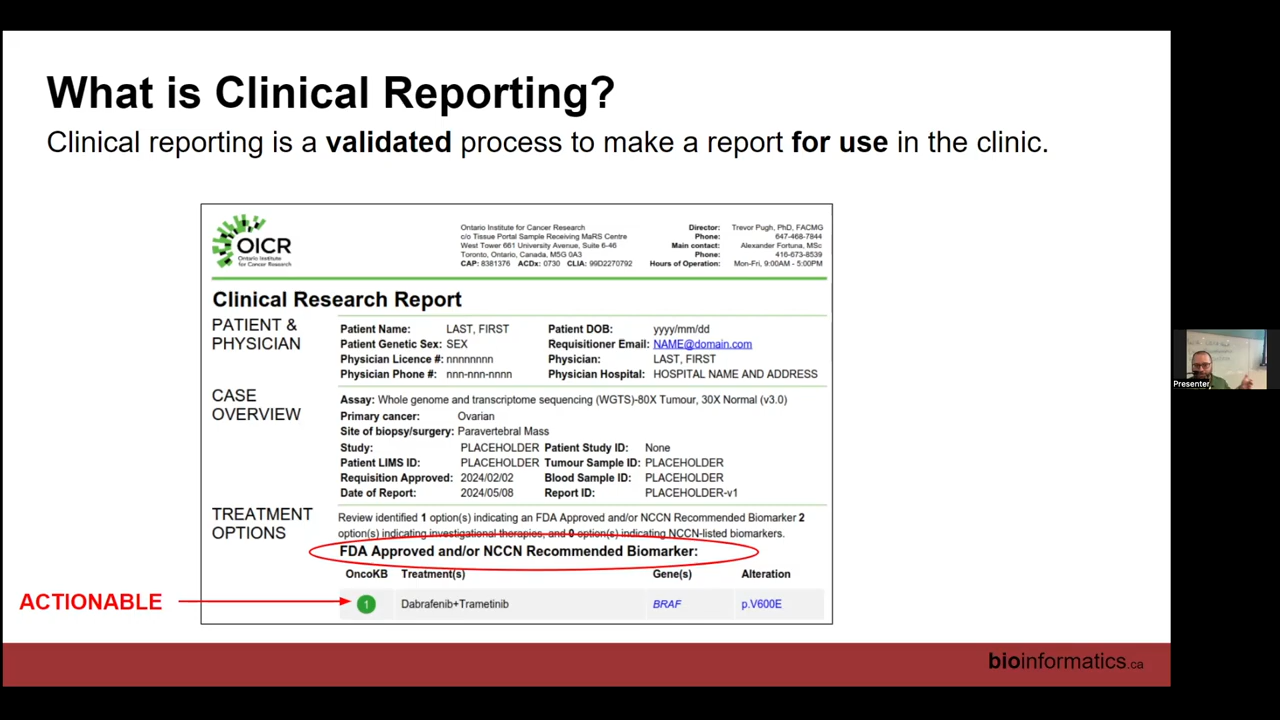 What is Clinical Reporting?
Clinical reporting is a validated process to make a report for use in the clinic.
OICR
Ontario Institute
for Cancer Research
Ontario Institute for Cancer Research
c/o Tissue Portal Sample Receiving MaRS Centre
West Tower 661 University Avenue, Suite 6-46
Toronto, Ontario, Canada, M5G 0A3
CAP: 8381376 ACDx: 0730 CLIA: 99D2270792
Director: Trevor Pugh, PhD, FACMG
Phone: 647-468-7844
Main contact: Alexander Fortuna, MSc
Phone: 416-673-8539
Hours of Operation: Mon-Fri, 9:00AM - 5:00PM
Clinical Research Report
PATIENT &
PHYSICIAN
Patient Name: LAST, FIRST Patient DOB: yyyy/mm/dd
Patient Genetic Sex: SEX Requisitioner Email: NAME@domain.com
Physician Licence #: nnnnnnnn Physician: LAST, FIRST
Physician Phone #: nnn-nnn-nnnn Physician Hospital: HOSPITAL NAME AND ADDRESS
CASE
OVERVIEW
Assay: Whole genome and transcriptome sequencing (WGTS)-80X Tumour, 30X Normal (v3.0)
Primary cancer: Ovarian
Site of biopsy/surgery: Paravertebral Mass
Study: PLACEHOLDER Patient Study ID: None
Patient LIMS ID: PLACEHOLDER Tumour Sample ID: PLACEHOLDER
Requisition Approved: 2024/02/02 Blood Sample ID: PLACEHOLDER
Date of Report: 2024/05/08 Report ID: PLACEHOLDER-v1
TREATMENT
OPTIONS
Review identified 1 option(s) indicating an FDA Approved and/or NCCN Recommended Biomarker 2
option(s) indicating investigational therapies, and 0 option(s) indicating NCCN-listed biomarkers.
FDA Approved and/or NCCN Recommended Biomarker:
OncoKB Treatment(s) Gene(s) Alteration
ACTIONABLE
1 Dabrafenib+Trametinib BRAF p.V600E
bioinformatics.ca
Presenter